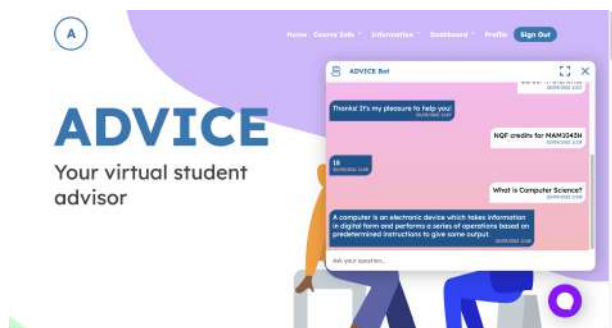 A
Home Course Info Information Dashboard Profile Sign Out
ADVICE Bot
Thanks! It's my pleasure to help you!
NQF credits for MAM1043H
18
What is Computer Science?
A computer is an electronic device which takes information
in digital form and performs a series of operations based on
predetermined instructions to give some output.
Ask your question...
ADVICE
Your virtual student
advisor